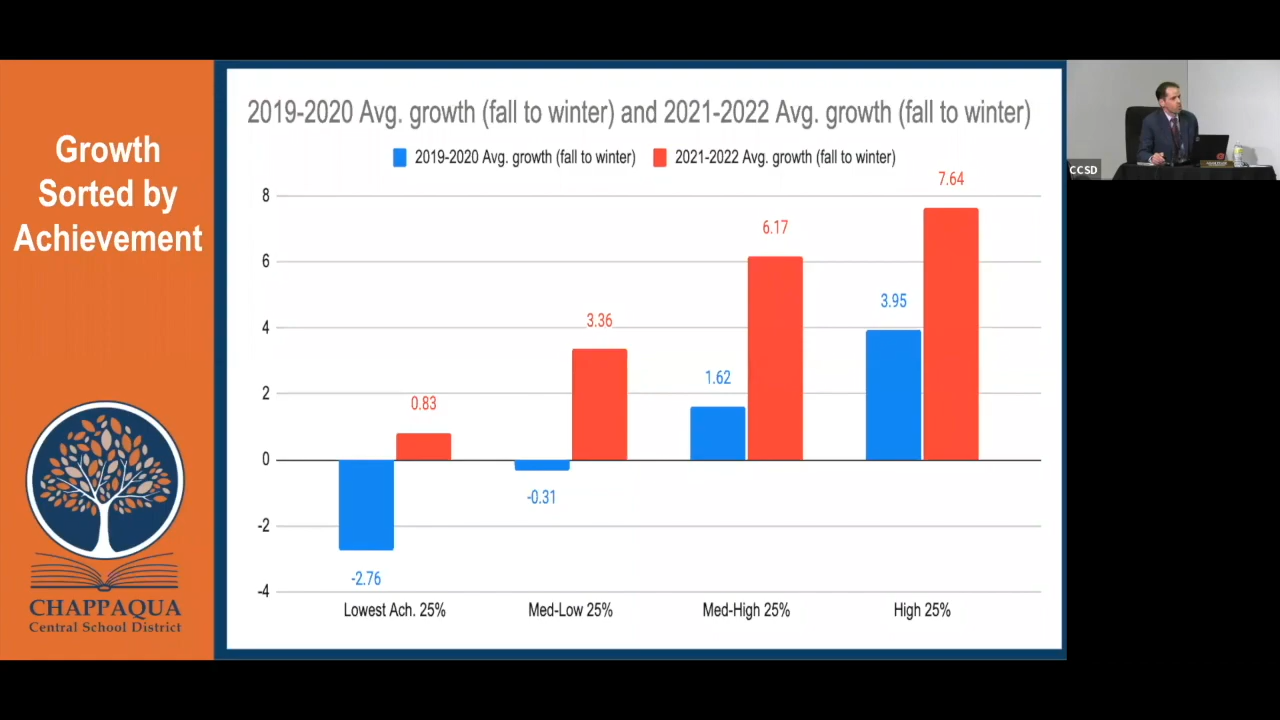 Growth
Sorted by
Achievement
CHAPPAQUA
Central School District
2019-2020 Avg. growth (fall to winter) and 2021-2022 Avg. growth (fall to winter)
2019-2020 Avg. growth (fall to winter) 2021-2022 Avg. growth (fall to winter)
8
6
4
2
0
-2
-4
-2.76
0.83
-0.31
3.36
1.62
6.17
3.95
7.64
Lowest Ach. 25% Med-Low 25% Med-High 25% High 25%
CCSD